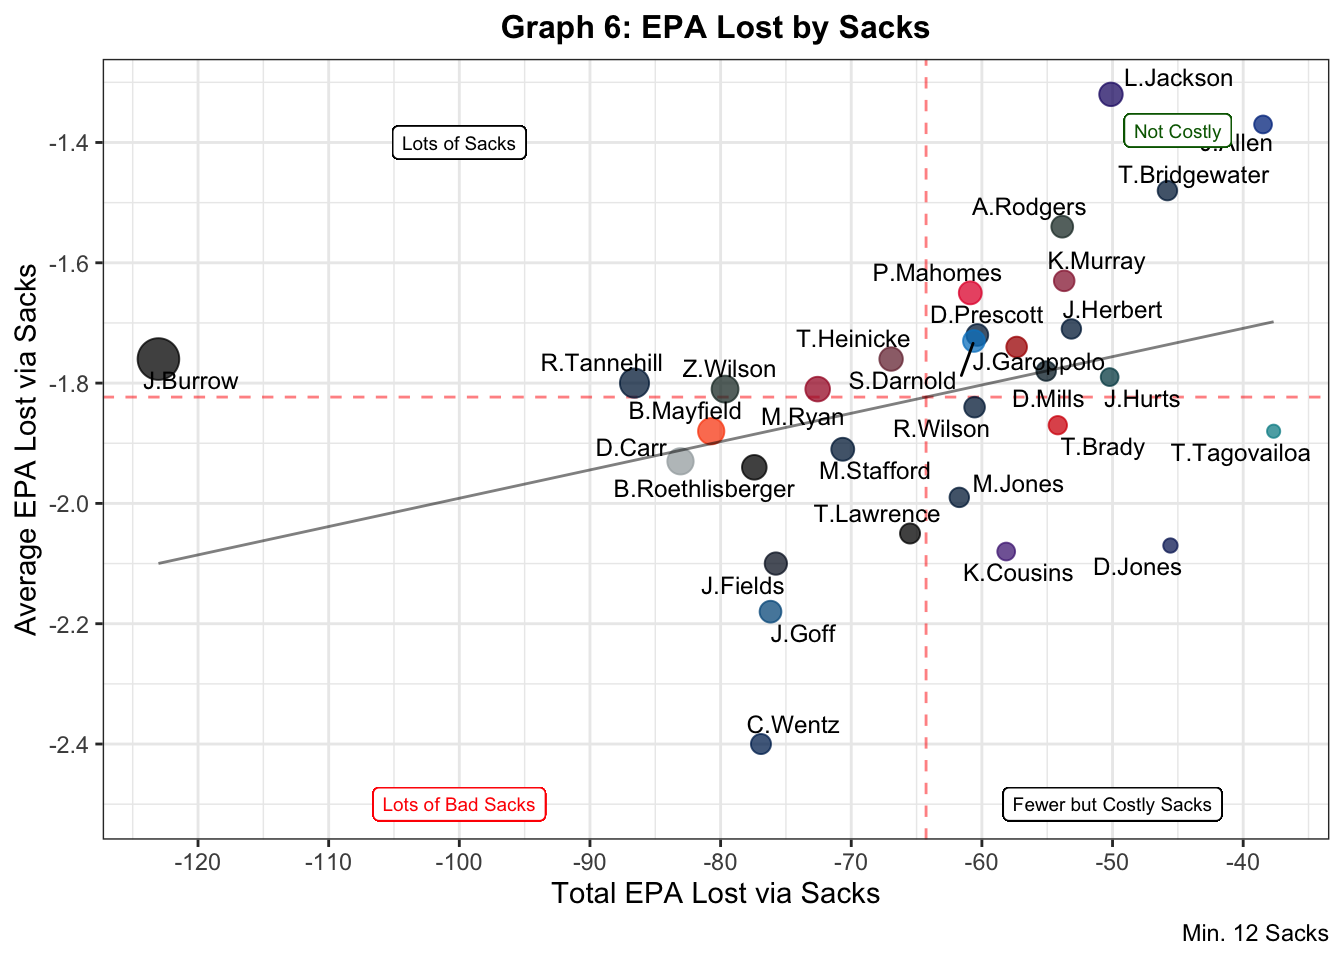 Graph 6: EPA Lost by Sacks
L.Jackson
Lots of Sacks
Not Costly
J.Allen
T.Bridgewater
A.Rodgers
K.Murray
P.Mahomes
J.Herbert
D.Prescott
T.Heinicke
J.Garoppolo
R.Tannehill
Z.Wilson
S.Darnold
J.Burrow
B.Mayfield
M.Ryan
D.Mills
J.Hurts
R.Wilson
D.Carr
T.Brady
T.Tagovailoa
M.Stafford
B.Roethlisberger
M.Jones
T.Lawrence
K.Cousins
D.Jones
J.Fields
J.Goff
C.Wentz
Lots of Bad Sacks
Fewer but Costly Sacks
-1.4
-1.6
-1.8
-2.0
-2.2
-2.4
Average EPA Lost via Sacks
-120 -110 -100 -90 -80 -70 -60 -50 -40
Total EPA Lost via Sacks
Min. 12 Sacks